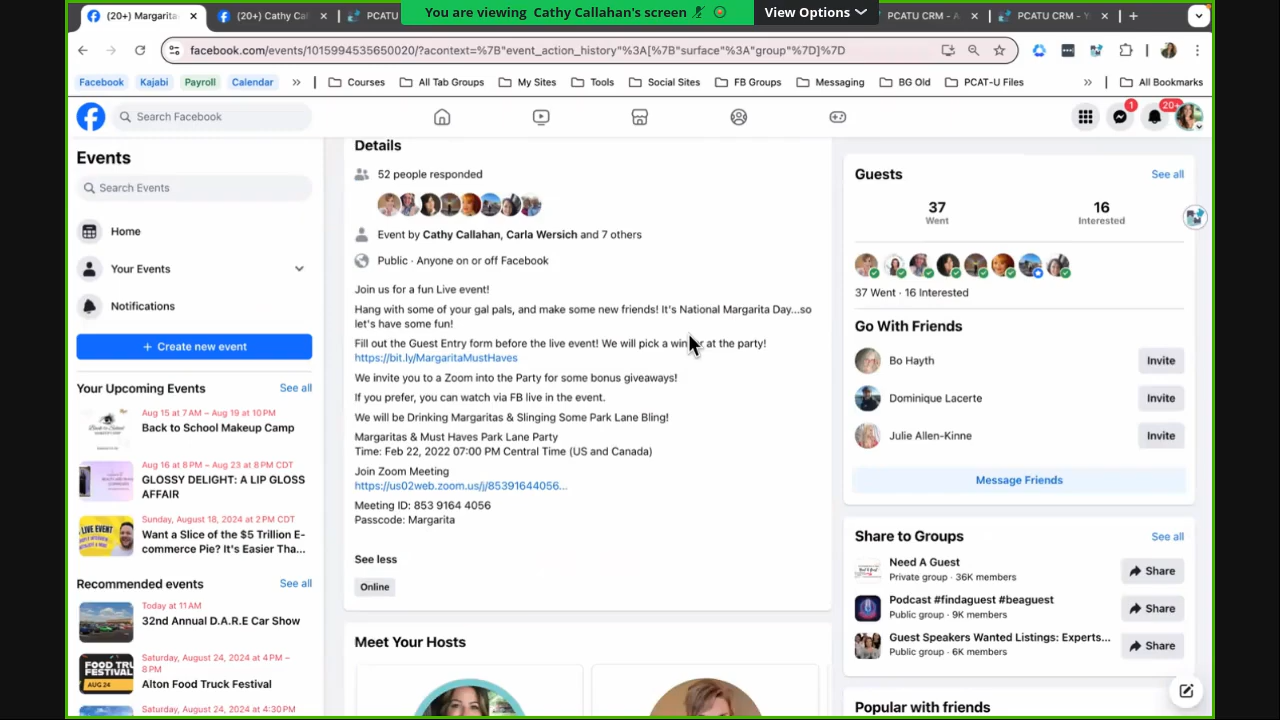 (20+) Margarita
(20+) Cathy Cal
PCATU
You are viewing Cathy Callahan's screen
View Options
PCATU CRM - A
PCATU CRM - Y
facebook.com/events/1015994535650020/?acontext=%7B"event_action_history"%3A[%7B"surface"%3A"group"%7D]%7D
Facebook
Kajabi
Payroll
Calendar
Courses
All Tab Groups
My Sites
Tools
Social Sites
FB Groups
Messaging
BG Old
PCAT-U Files
All Bookmarks
Search Facebook
1
20+
Events
Search Events
Home
Your Events
Notifications
+ Create new event
Your Upcoming Events
See all
Aug 15 at 7 AM – Aug 19 at 10 PM
Back to School Makeup Camp
Aug 16 at 8 PM – Aug 23 at 8 PM CDT
GLOSSY DELIGHT: A LIP GLOSS
AFFAIR
Sunday, August 18, 2024 at 2 PM CDT
Want a Slice of the $5 Trillion E-
commerce Pie? It's Easier Tha...
Recommended events
See all
Today at 11 AM
32nd Annual D.A.R.E Car Show
Saturday, August 24, 2024 at 4 PM –
8 PM
Alton Food Truck Festival
Saturday, August 24, 2024 at 4:30 PM
Details
52 people responded
Event by Cathy Callahan, Carla Wersich and 7 others
Public · Anyone on or off Facebook
Join us for a fun Live event!
Hang with some of your gal pals, and make some new friends! It's National Margarita Day...so
let's have some fun!
Fill out the Guest Entry form before the live event! We will pick a winner at the party!
https://bit.ly/MargaritaMustHaves
We invite you to a Zoom into the Party for some bonus giveaways!
If you prefer, you can watch via FB live in the event.
We will be Drinking Margaritas & Slinging Some Park Lane Bling!
Margaritas & Must Haves Park Lane Party
Time: Feb 22, 2022 07:00 PM Central Time (US and Canada)
Join Zoom Meeting
https://us02web.zoom.us/j/85391644056...
Meeting ID: 853 9164 4056
Passcode: Margarita
See less
Online
Meet Your Hosts
Guests
See all
37
Went
16
Interested
37 Went · 16 Interested
Go With Friends
Bo Hayth
Invite
Dominique Lacerte
Invite
Julie Allen-Kinne
Invite
Message Friends
Share to Groups
See all
Need A Guest
Private group · 36K members
Share
Podcast #findaguest #beaguest
Public group · 9K members
Share
Guest Speakers Wanted Listings: Experts...
Public group · 6K members
Share
Popular with friends